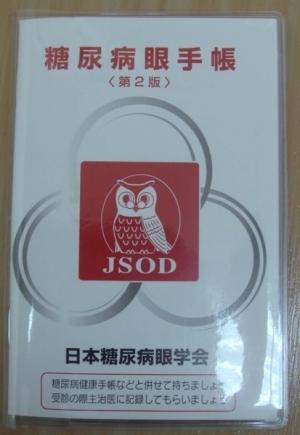 糖尿病眼手帳
〈第2版〉
JSOD
日本糖尿病眼学会
糖尿病健康手帳などと併せて持ちましょ
受診の際主治医に記録してもらいましょ